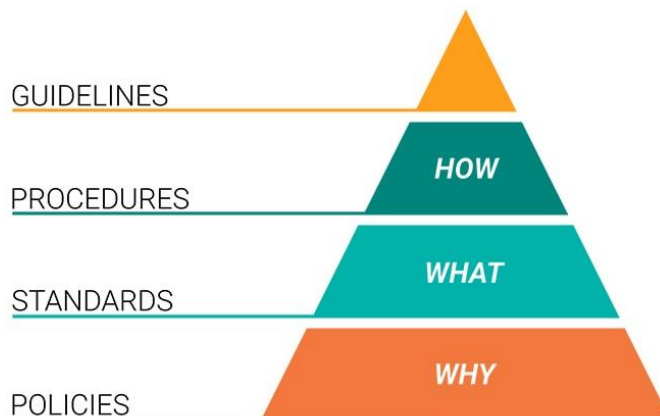 GUIDELINES
HOW
PROCEDURES
WHAT
STANDARDS
WHY
POLICIES